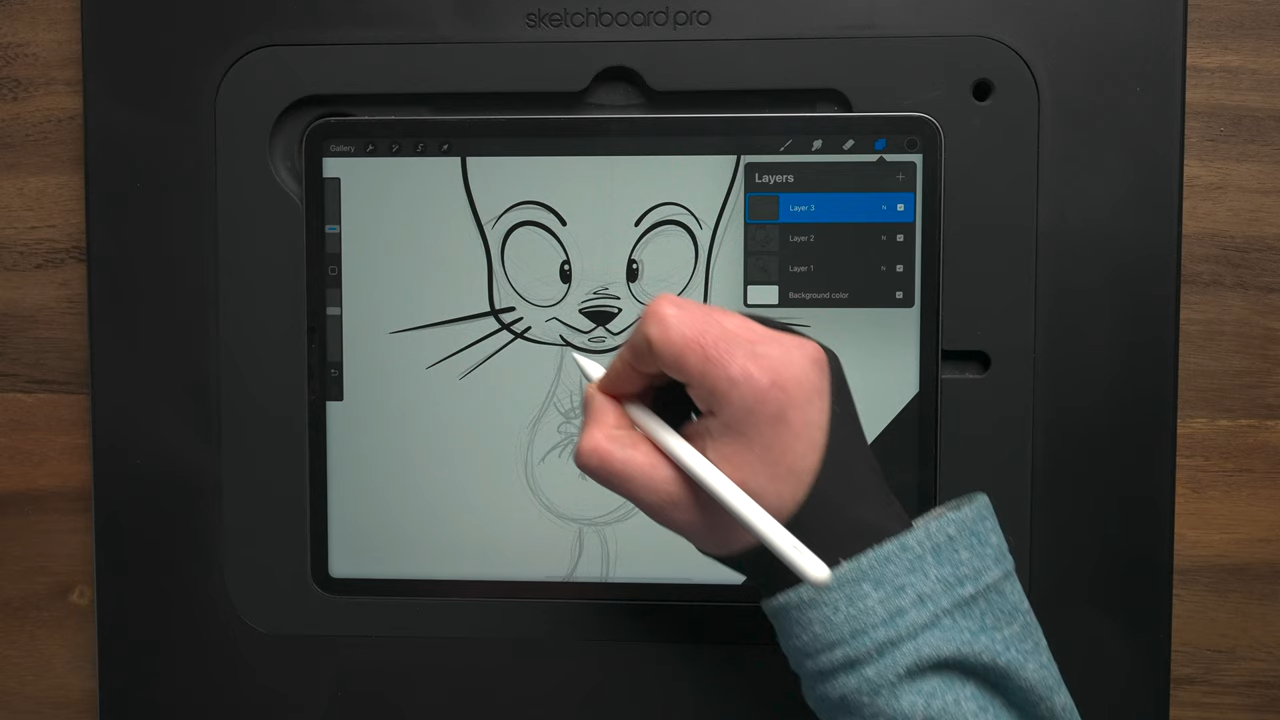 sketchboard pro
Gallery
Layers
Layer 3 N
Layer 2 N
Layer 1 N
Background color